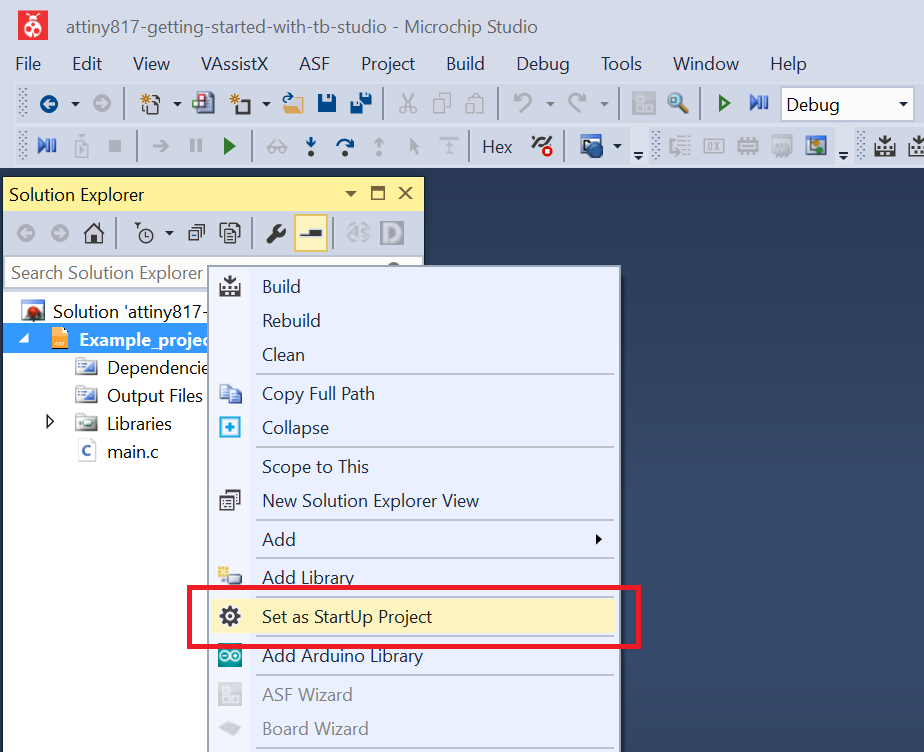 attiny817-getting-started-with-tb-studio - Microchip Studio
File Edit View VAssistX ASF Project Build Debug Tools Window Help
Debug
Hex
Solution Explorer
Search Solution Explorer
Solution 'attiny817-
Example_projec
Dependencie
Output Files
Libraries
main.c
Build
Rebuild
Clean
Copy Full Path
Collapse
Scope to This
New Solution Explorer View
Add
Add Library
Set as StartUp Project
Add Arduino Library
ASF Wizard
Board Wizard